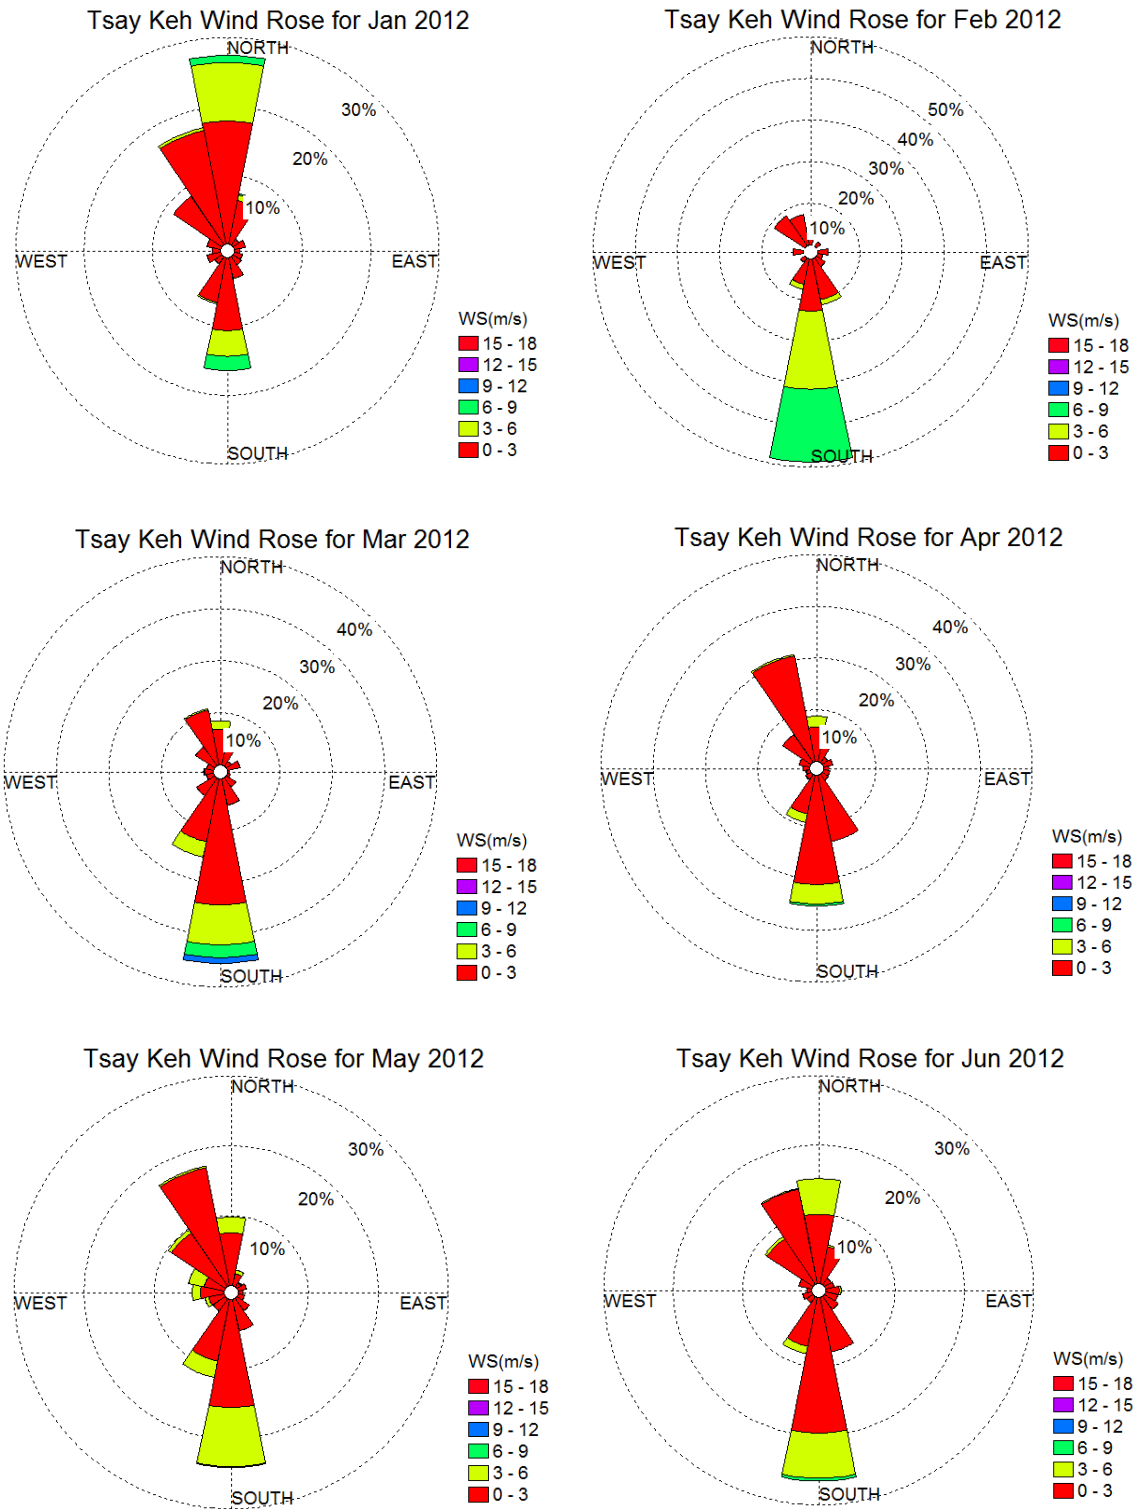 Tsay Keh Wind Rose for Jan 2012
NORTH
30%
20%
10%
WEST
EAST
SOUTH
WS(m/s)
15 - 18
12 - 15
9 - 12
6 - 9
3 - 6
0 - 3
Tsay Keh Wind Rose for Feb 2012
NORTH
50%
40%
30%
20%
10%
WEST
EAST
SOUTH
WS(m/s)
15 - 18
12 - 15
9 - 12
6 - 9
3 - 6
0 - 3
Tsay Keh Wind Rose for Mar 2012
NORTH
40%
30%
20%
10%
WEST
EAST
SOUTH
WS(m/s)
15 - 18
12 - 15
9 - 12
6 - 9
3 - 6
0 - 3
Tsay Keh Wind Rose for Apr 2012
NORTH
40%
30%
20%
10%
WEST
EAST
SOUTH
WS(m/s)
15 - 18
12 - 15
9 - 12
6 - 9
3 - 6
0 - 3
Tsay Keh Wind Rose for May 2012
NORTH
30%
20%
10%
WEST
EAST
SOUTH
WS(m/s)
15 - 18
12 - 15
9 - 12
6 - 9
3 - 6
0 - 3
Tsay Keh Wind Rose for Jun 2012
NORTH
30%
20%
10%
WEST
EAST
SOUTH
WS(m/s)
15 - 18
12 - 15
9 - 12
6 - 9
3 - 6
0 - 3